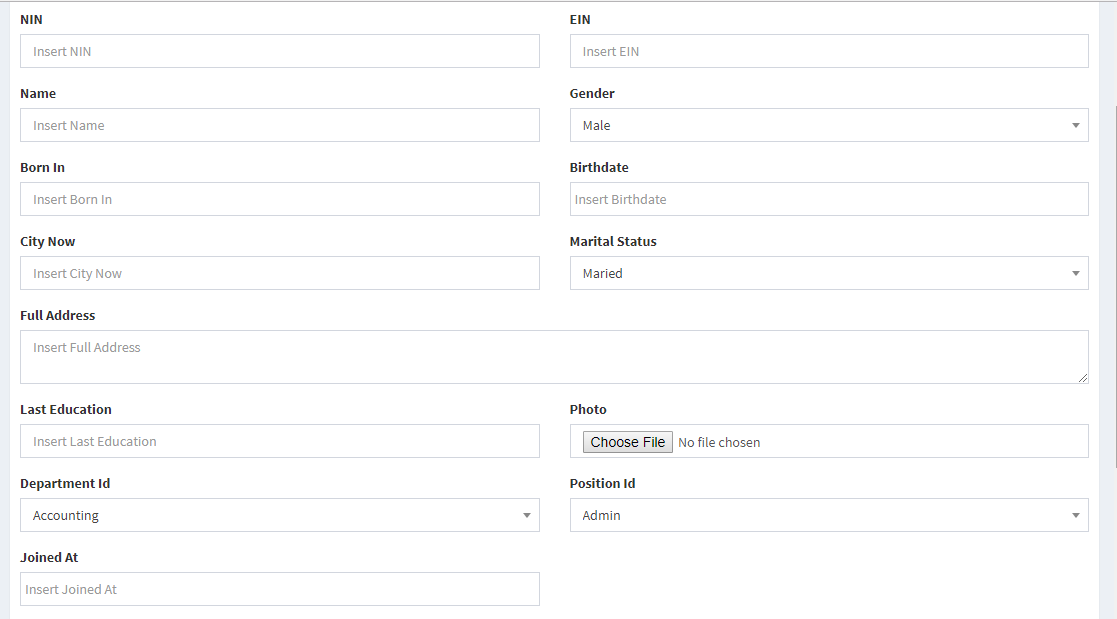 NIN
EIN
Insert NIN
Insert EIN
Name
Gender
Insert Name
Male
Born In
Birthdate
Insert Born In
Insert Birthdate
City Now
Marital Status
Insert City Now
Maried
Full Address
Insert Full Address
Last Education
Photo
Insert Last Education
Choose File No file chosen
Department Id
Position Id
Accounting
Admin
Joined At
Insert Joined At